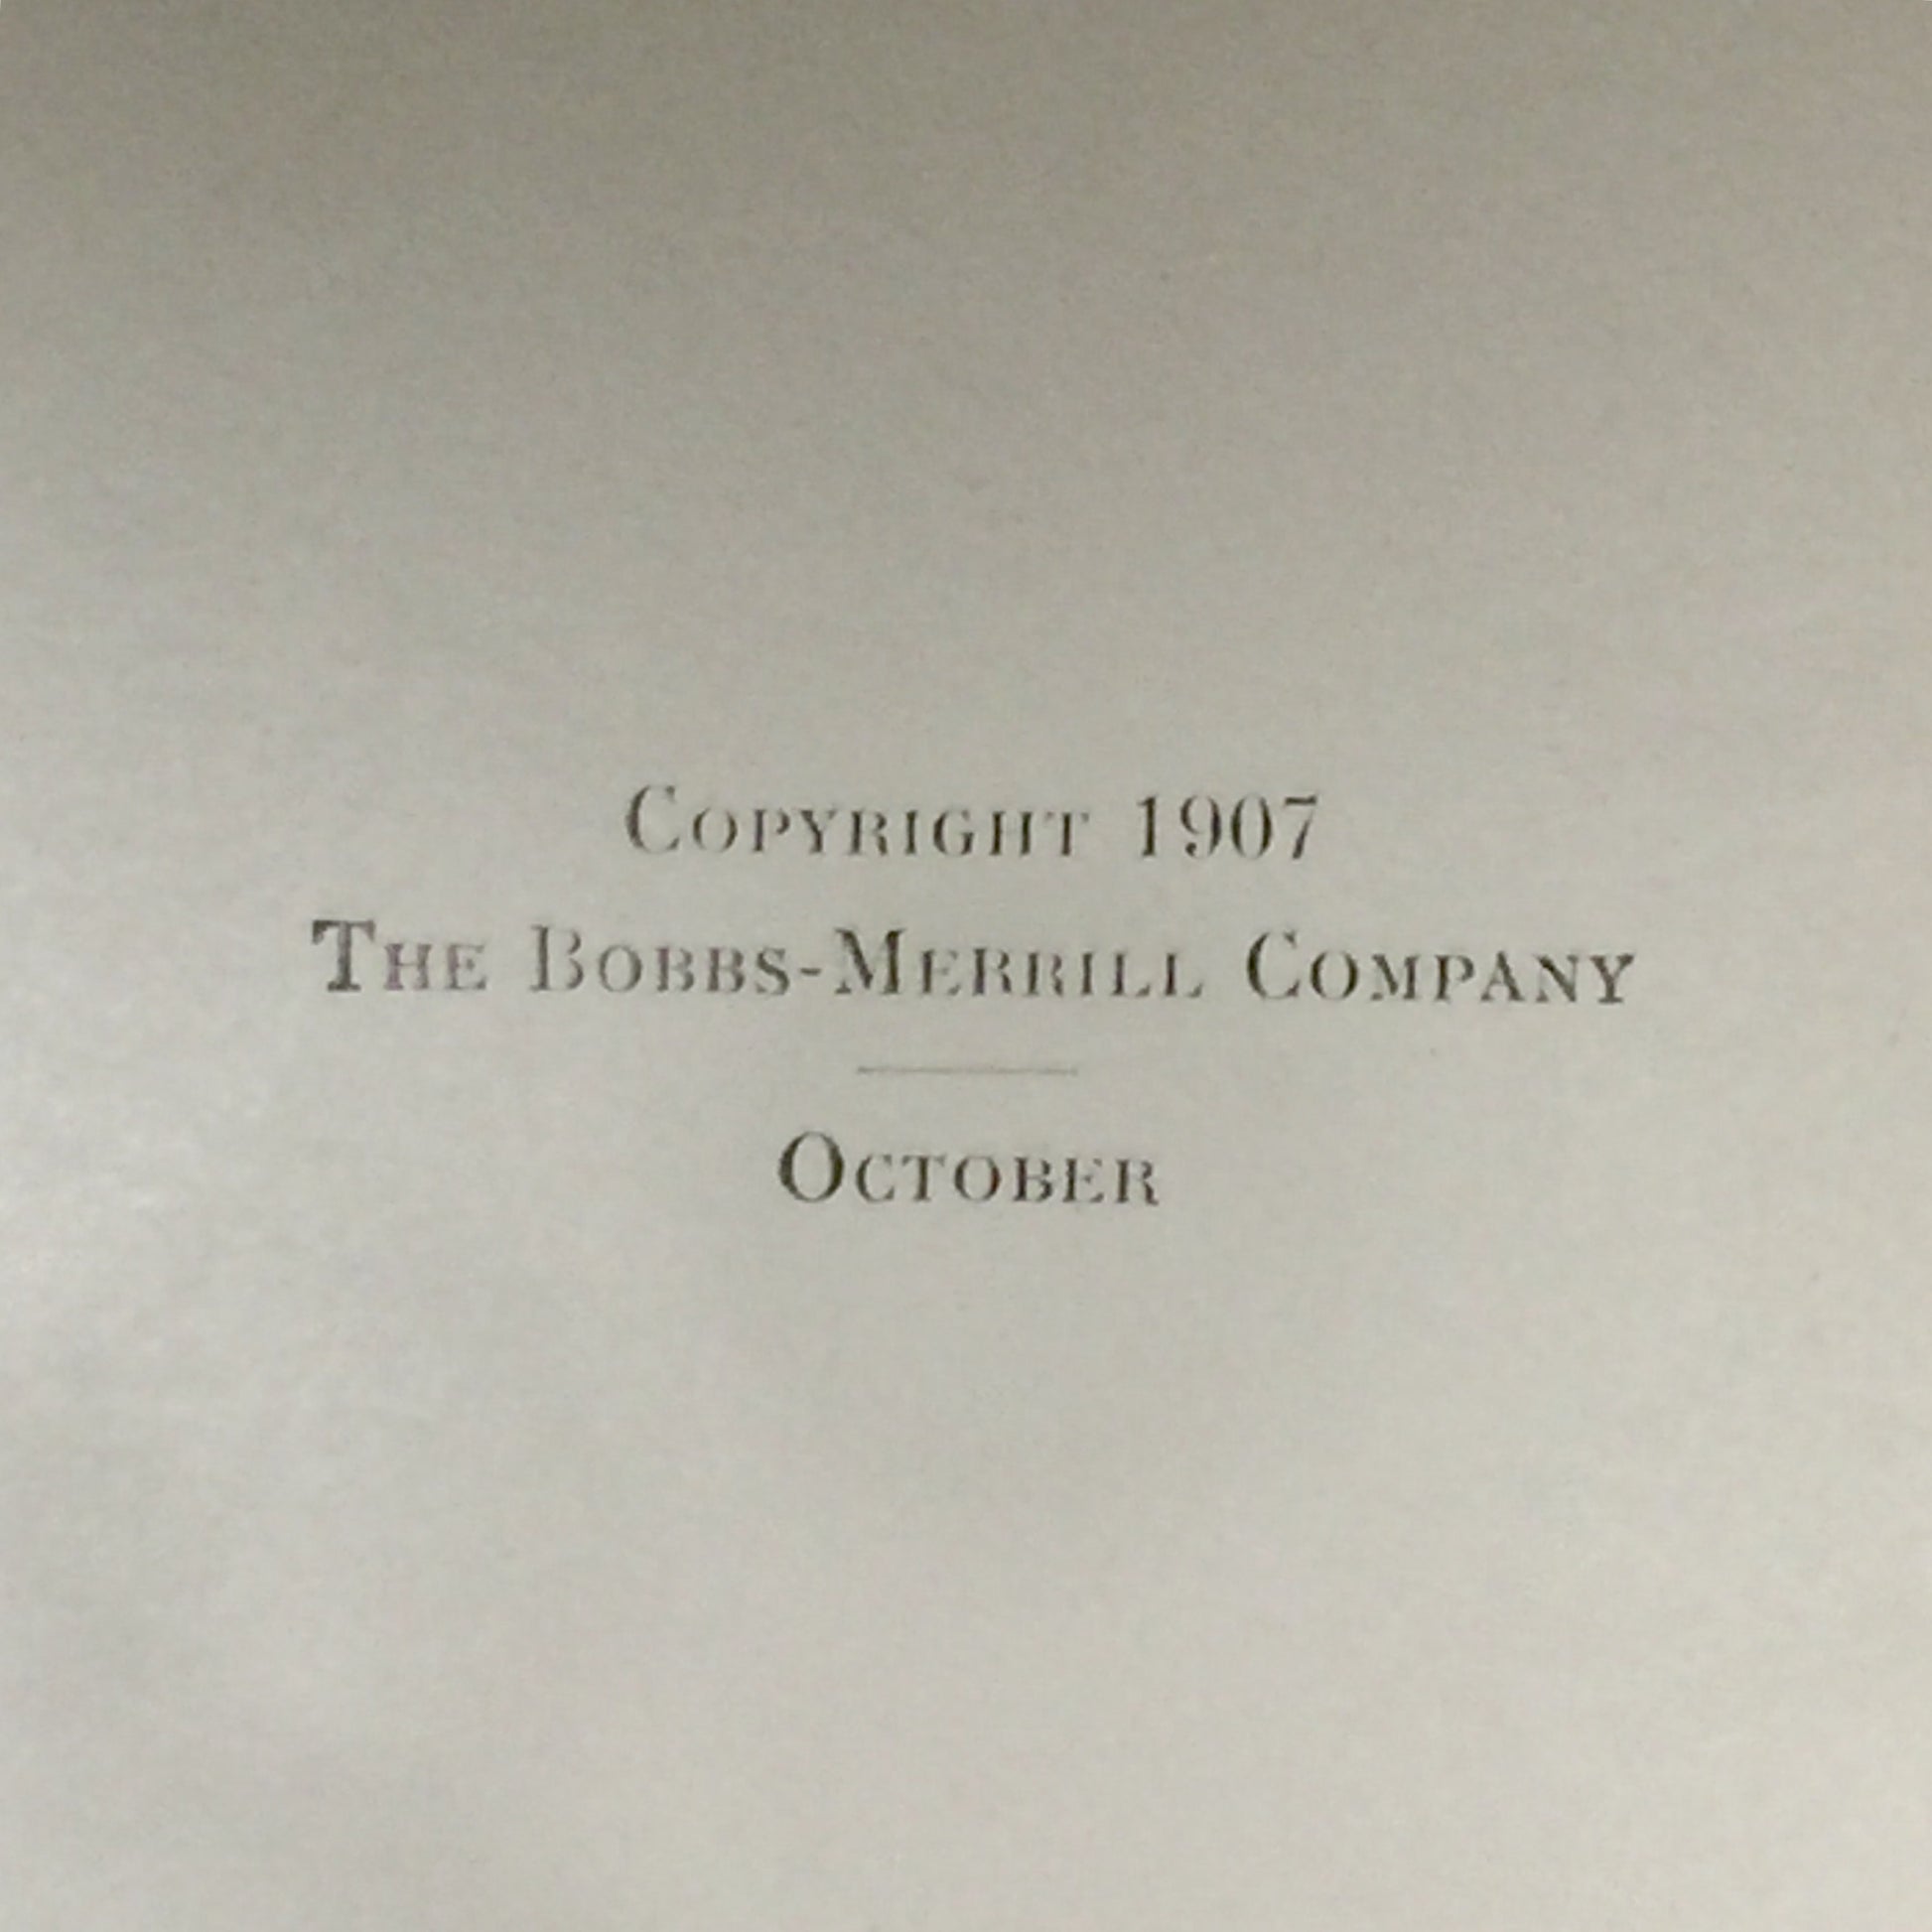 Copyright 1907
The Bobbs-Merrill Company
October